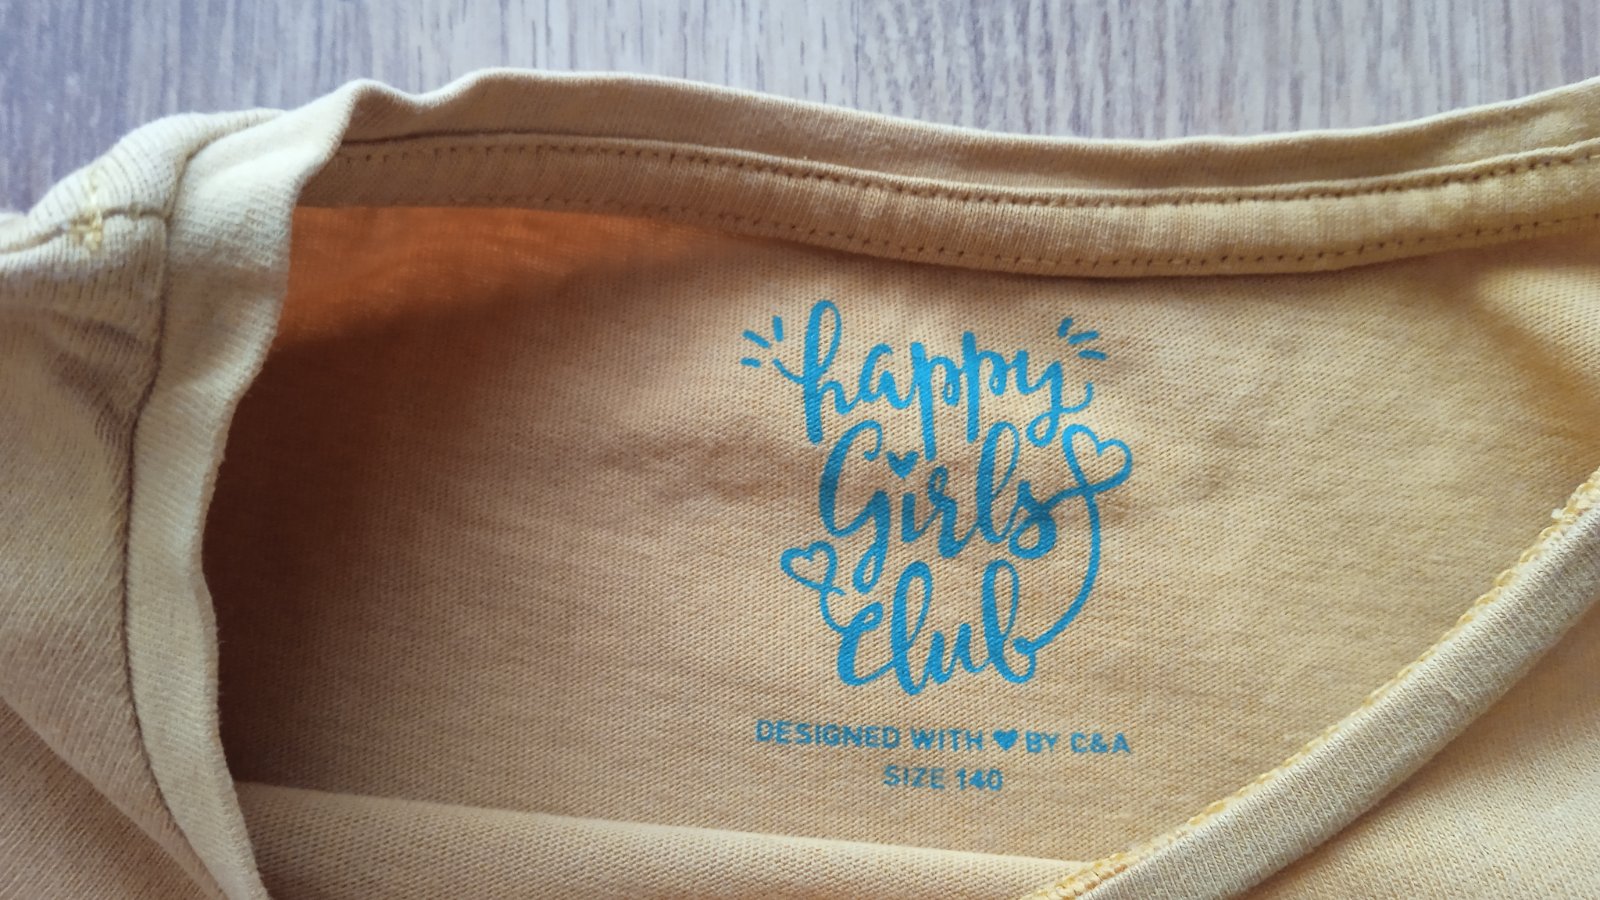 happy
Girls
Club
DESIGNED WITH ♥ BY C&A
SIZE 140